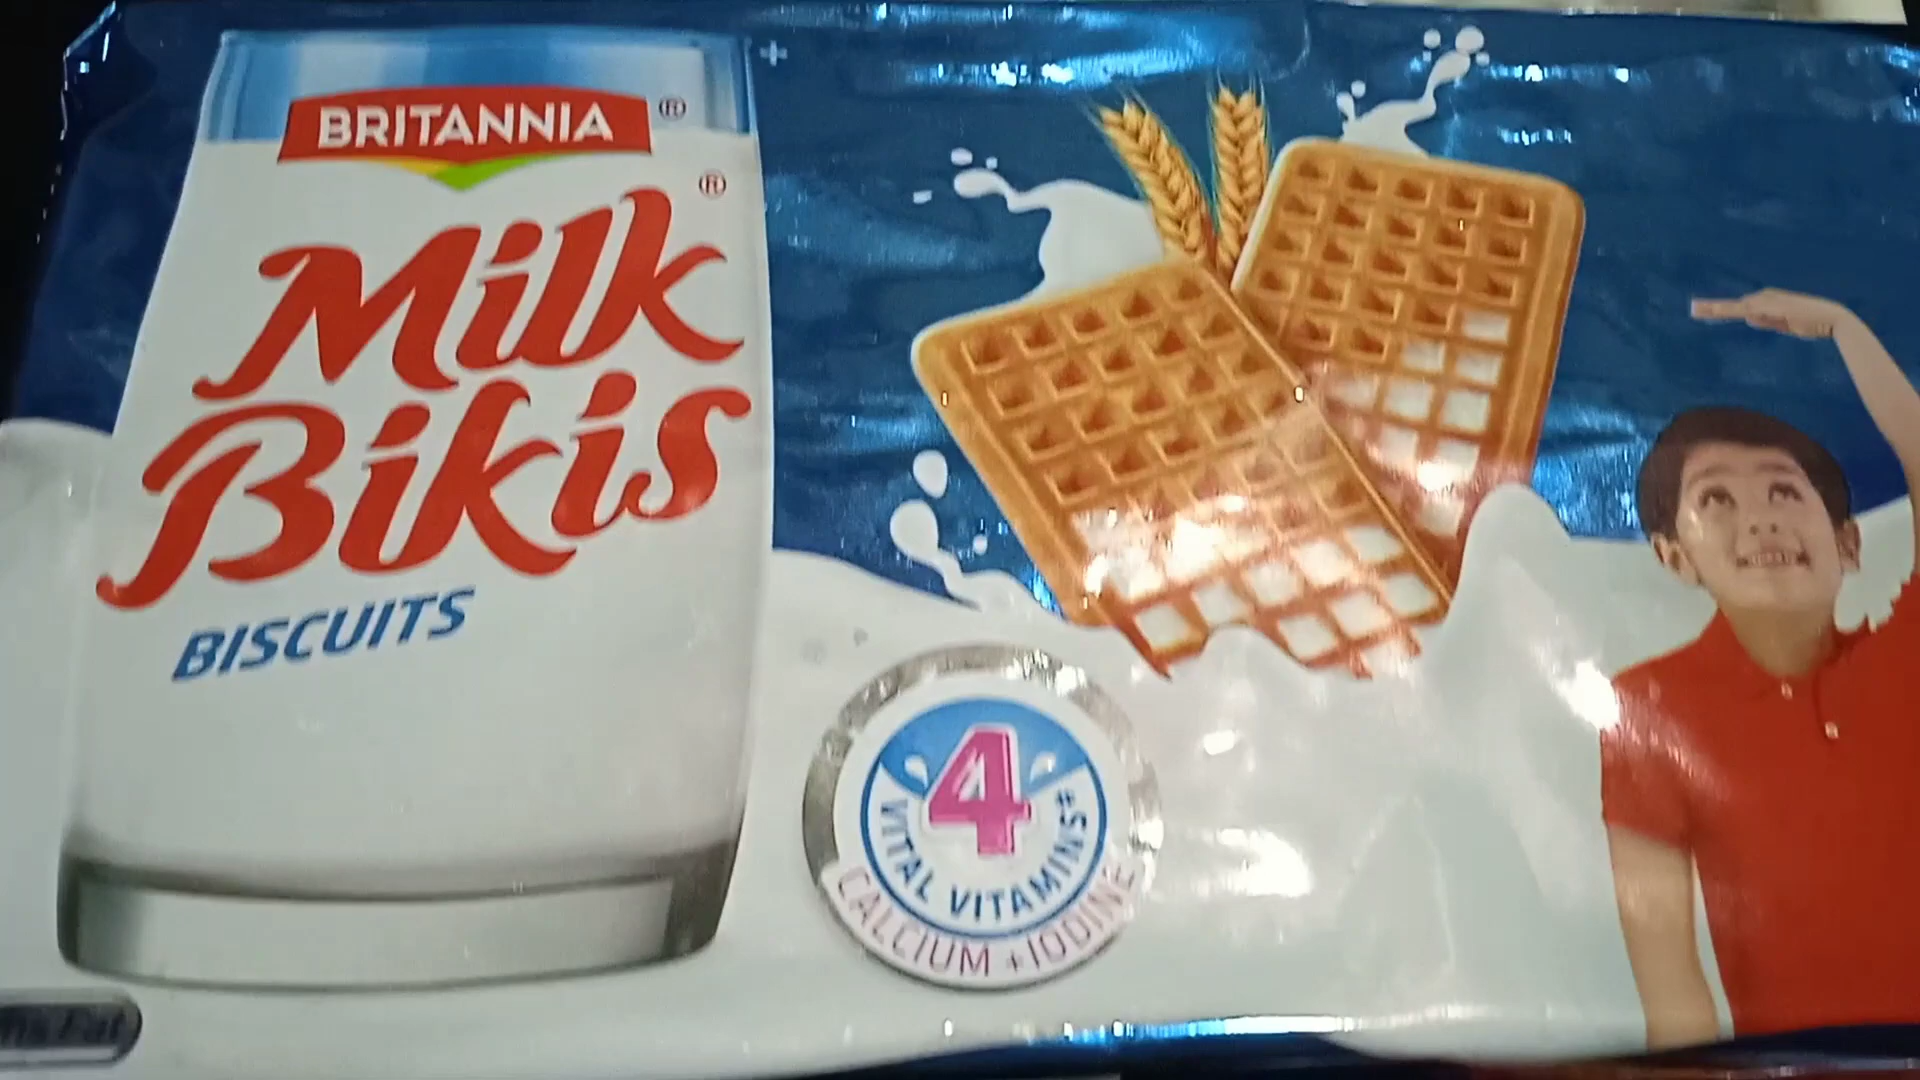 BRITANNIA ®
Milk ®
Bikis
BISCUITS
4
VITAL VITAMINS#
CALCIUM + IODINE